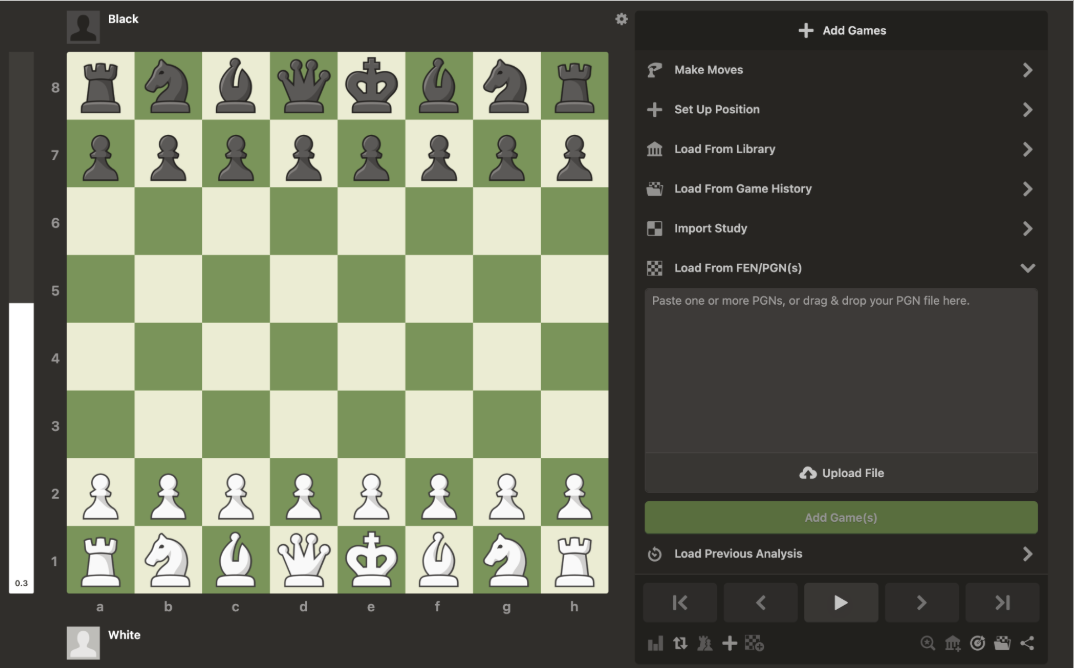 Black
8
7
6
5
4
3
2
1
0.3
a b c d e f g h
White
Add Games
Make Moves
Set Up Position
Load From Library
Load From Game History
Import Study
Load From FEN/PGN(s)
Paste one or more PGNs, or drag & drop your PGN file here.
Upload File
Add Game(s)
Load Previous Analysis